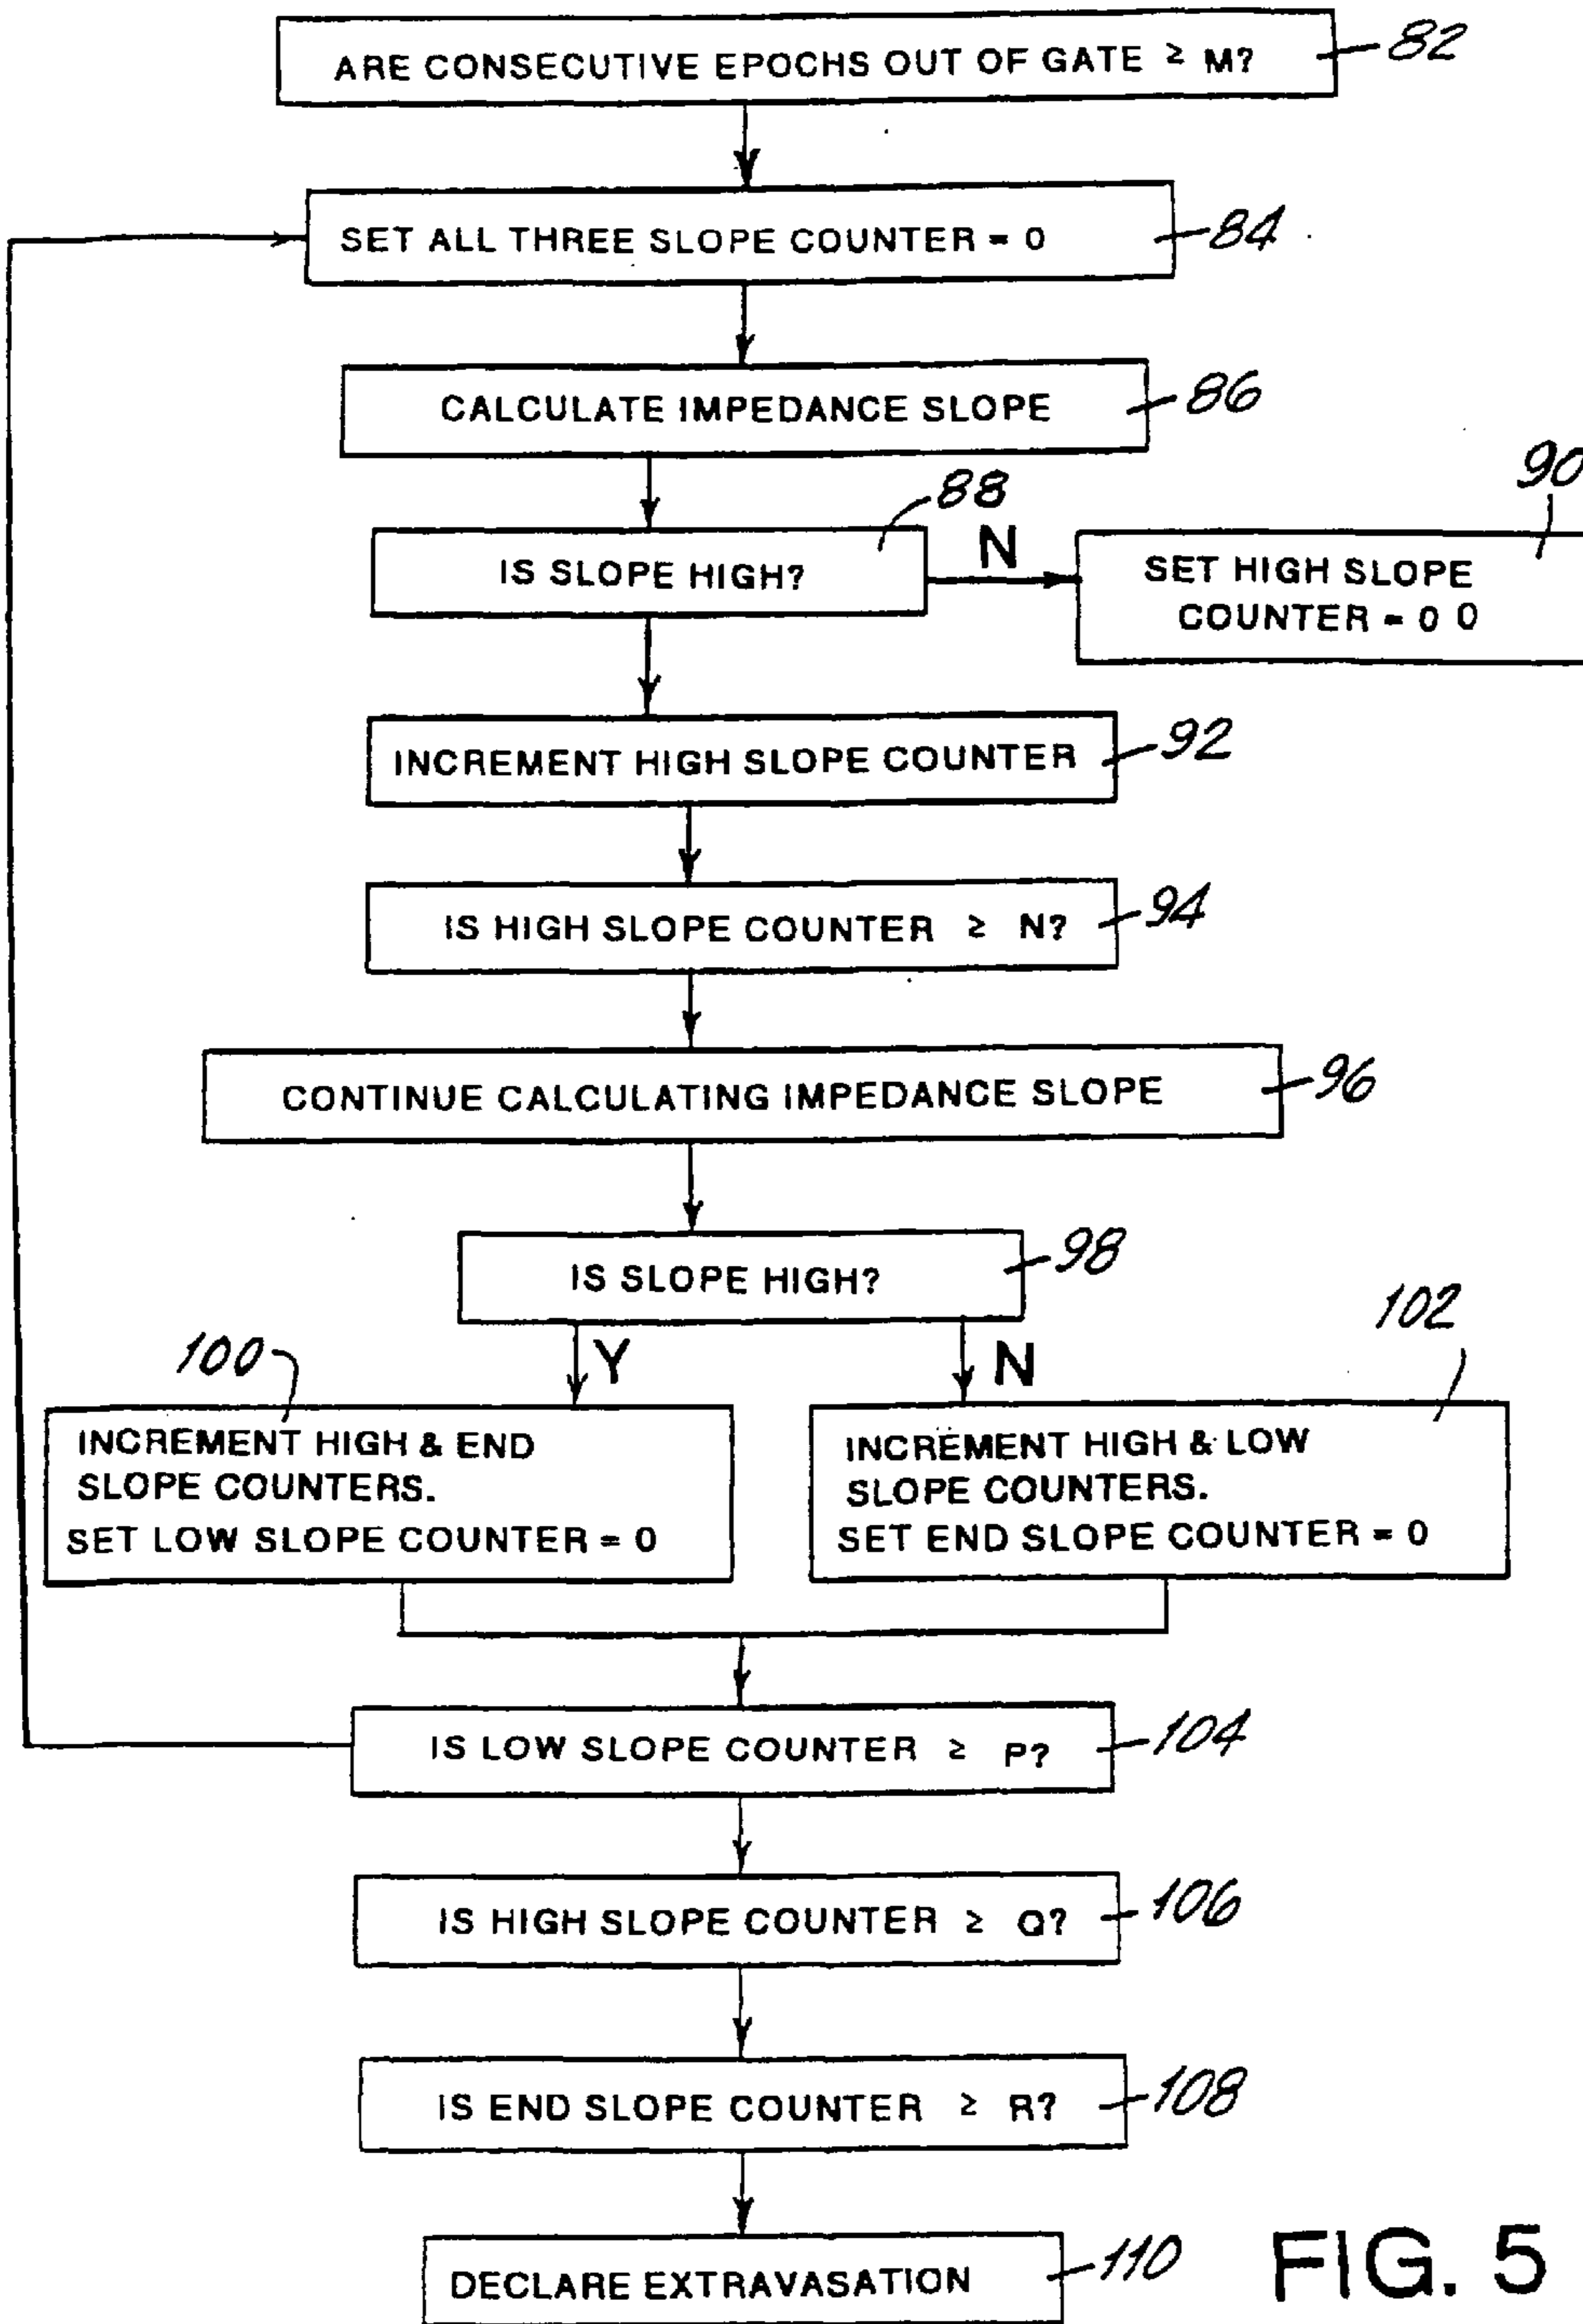 ARE CONSECUTIVE EPOCHS OUT OF GATE ≥ M?
82
SET ALL THREE SLOPE COUNTER = 0
84
CALCULATE IMPEDANCE SLOPE
86
88
90
IS SLOPE HIGH?
N
SET HIGH SLOPE
COUNTER = 0 0
INCREMENT HIGH SLOPE COUNTER
92
IS HIGH SLOPE COUNTER ≥ N?
94
CONTINUE CALCULATING IMPEDANCE SLOPE
96
IS SLOPE HIGH?
98
100
Y
N
102
INCREMENT HIGH & END
SLOPE COUNTERS.
SET LOW SLOPE COUNTER = 0
INCREMENT HIGH & LOW
SLOPE COUNTERS.
SET END SLOPE COUNTER = 0
IS LOW SLOPE COUNTER ≥ P?
104
IS HIGH SLOPE COUNTER ≥ Q?
106
IS END SLOPE COUNTER ≥ R?
108
DECLARE EXTRAVASATION
110
FIG. 5